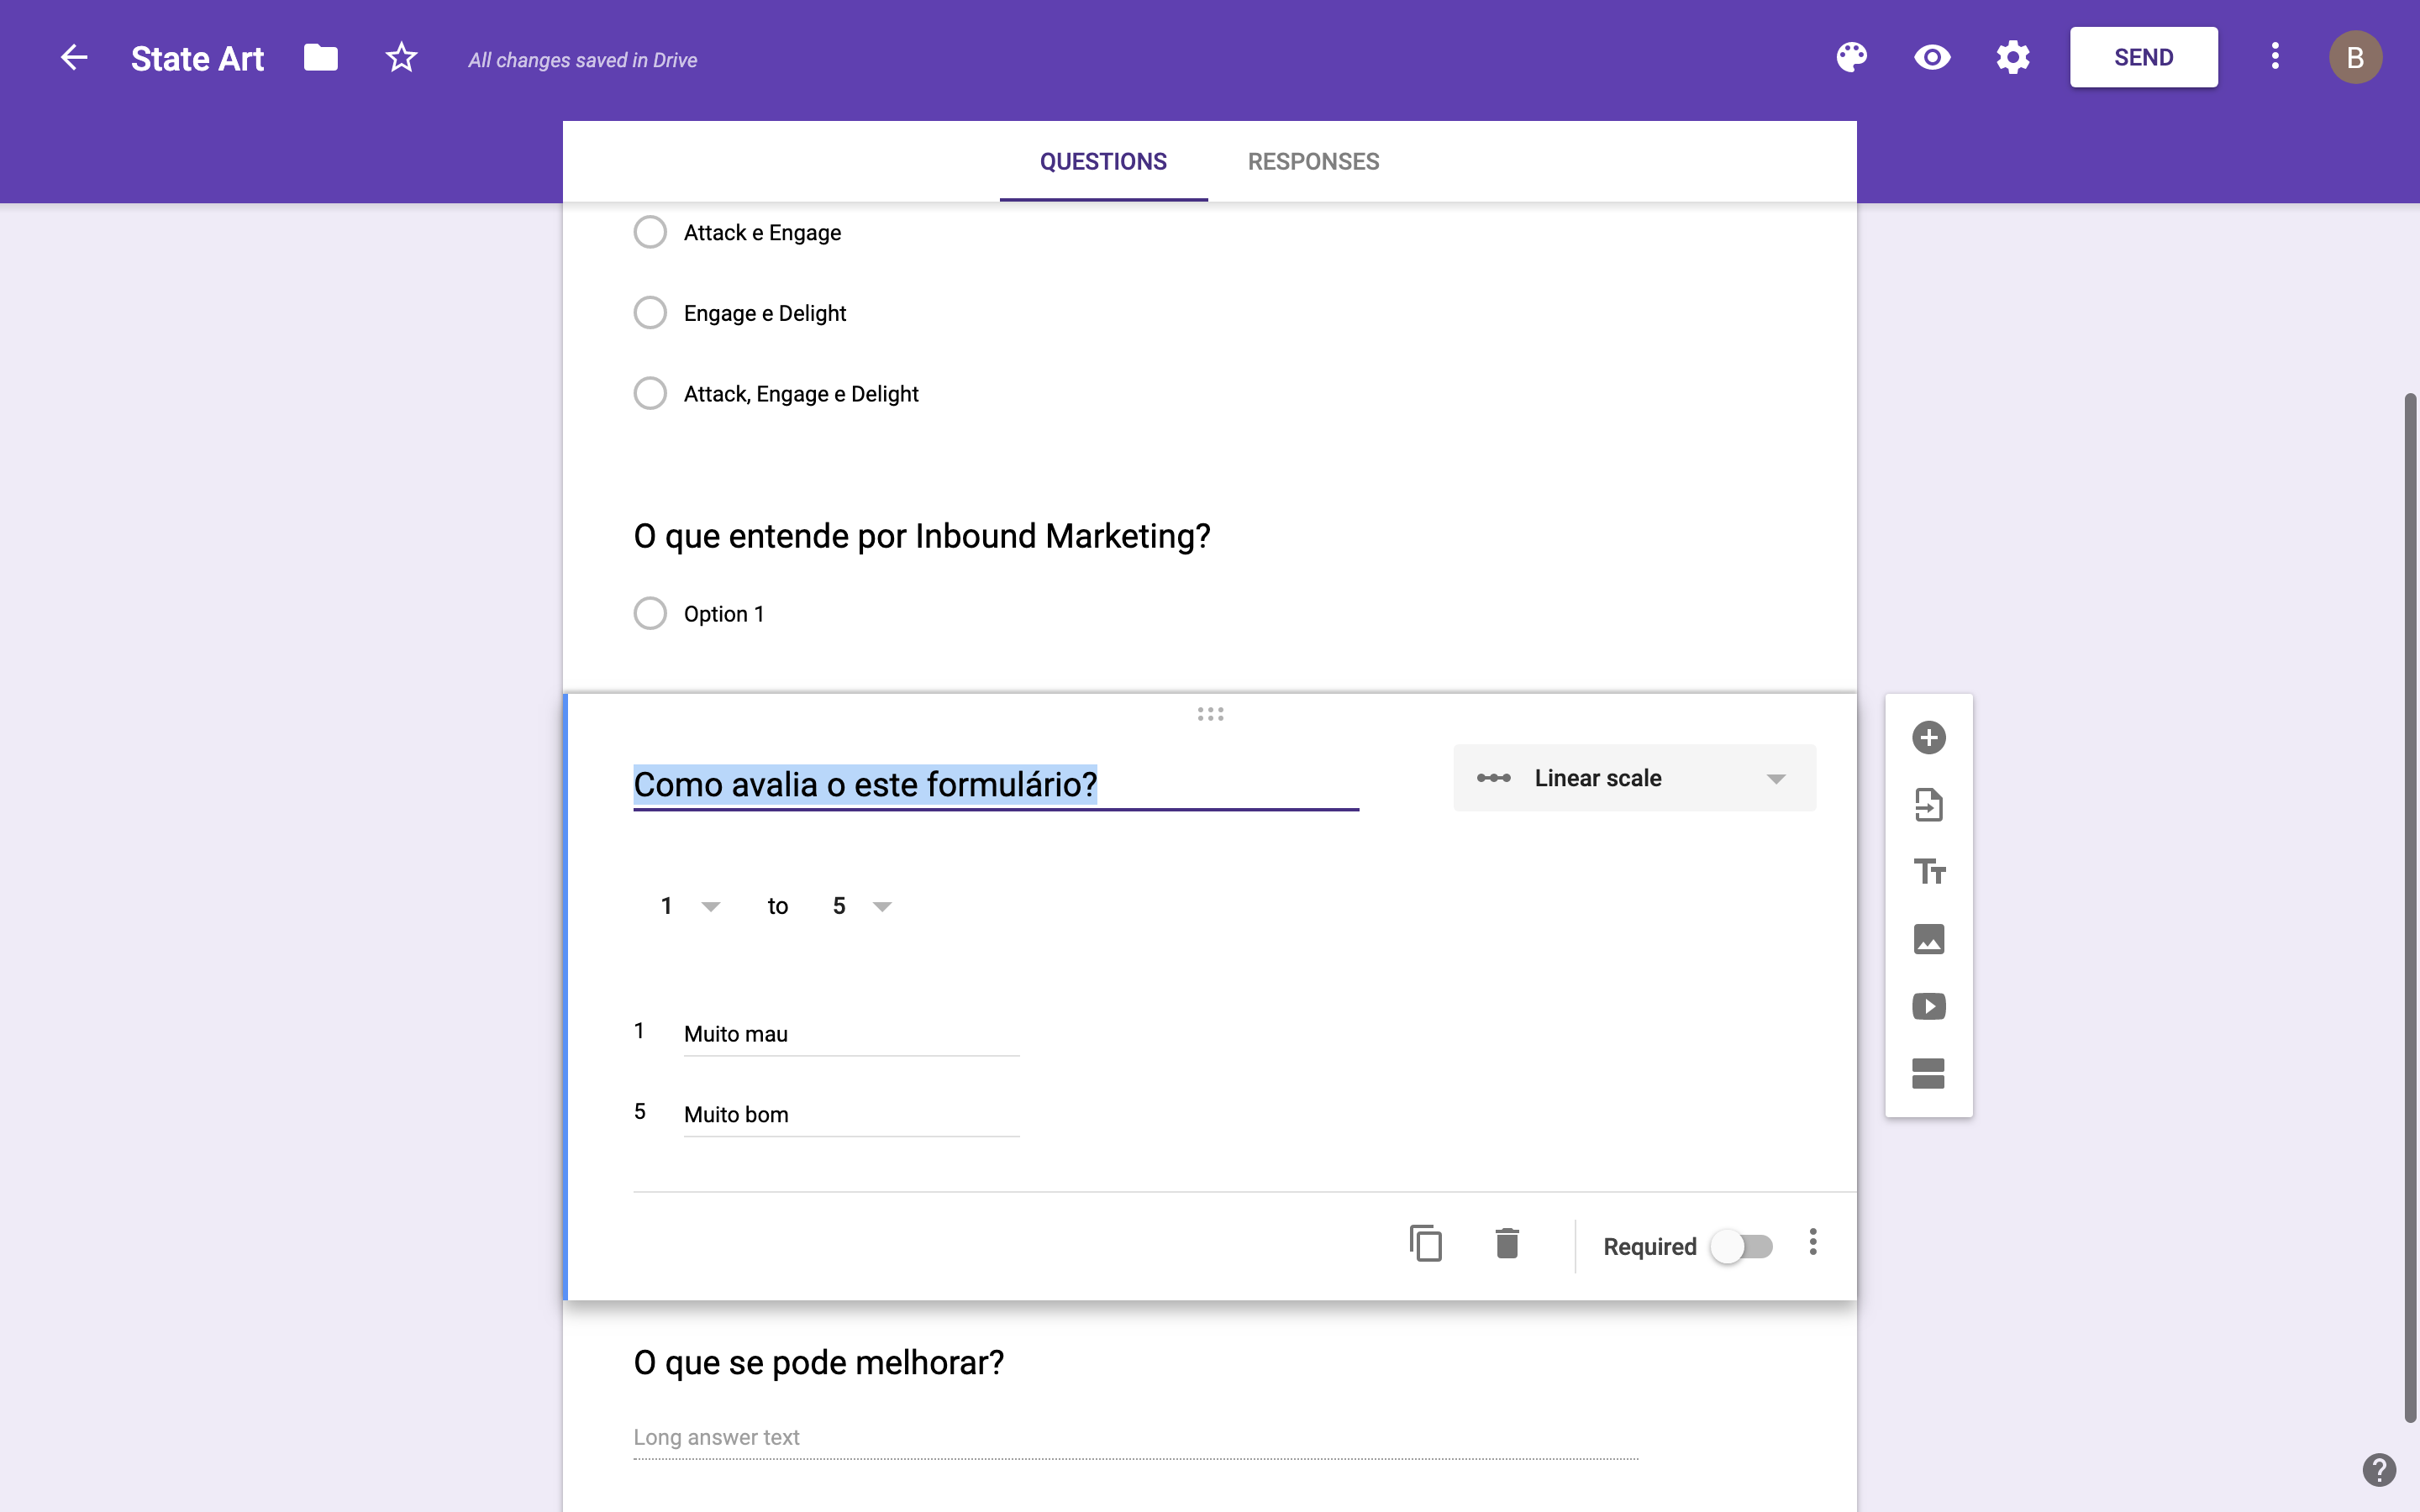 State Art
All changes saved in Drive
SEND
B
QUESTIONS RESPONSES
Attack e Engage
Engage e Delight
Attack, Engage e Delight
O que entende por Inbound Marketing?
Option 1
Como avalia o este formulário?
Linear scale
1 to 5
1 Muito mau
5 Muito bom
Required
O que se pode melhorar?
Long answer text